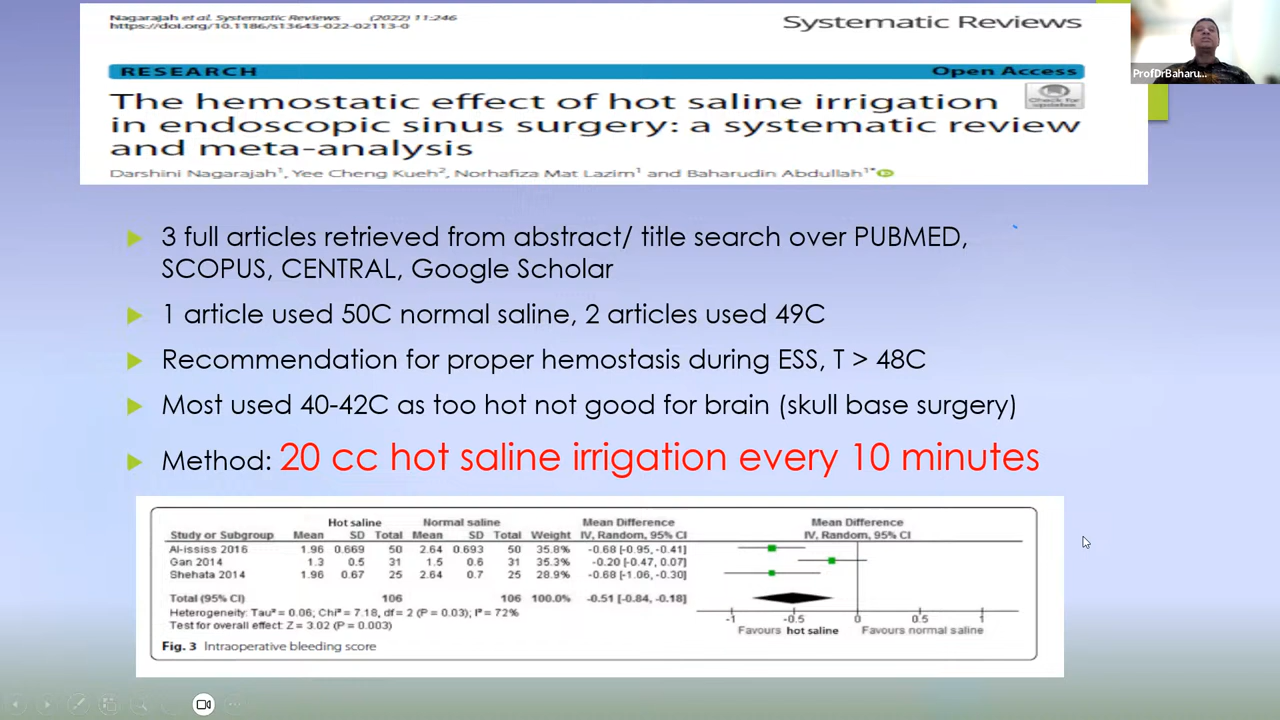 Nagarajah et al. Systematic Reviews (2022) 11:246
https://doi.org/10.1186/s13643-022-02113-0
Systematic Reviews
RESEARCH
Open Access
The hemostatic effect of hot saline irrigation
in endoscopic sinus surgery: a systematic review
and meta-analysis
Check for
updates
Darshini Nagarajah1, Yee Cheng Kueh2, Norhafiza Mat Lazim1 and Baharudin Abdullah1*
ProfDrBaharu...
3 full articles retrieved from abstract/ title search over PUBMED,
SCOPUS, CENTRAL, Google Scholar
1 article used 50C normal saline, 2 articles used 49C
Recommendation for proper hemostasis during ESS, T > 48C
Most used 40-42C as too hot not good for brain (skull base surgery)
Method: 20 cc hot saline irrigation every 10 minutes
Hot saline Normal saline Mean Difference Mean Difference
Study or Subgroup Mean SD Total Mean SD Total Weight IV, Random, 95% CI IV, Random, 95% CI
Al-ississ 2016 1.96 0.669 50 2.64 0.693 50 35.8% -0.68 [-0.95, -0.41]
Gan 2014 1.3 0.5 31 1.5 0.6 31 35.3% -0.20 [-0.47, 0.07]
Shehata 2014 1.96 0.67 25 2.64 0.7 25 28.9% -0.68 [-1.06, -0.30]
Total (95% CI) 106 106 100.0% -0.51 [-0.84, -0.18]
Heterogeneity: Tau² = 0.06; Chi² = 7.18, df = 2 (P = 0.03); I² = 72%
Test for overall effect: Z = 3.02 (P = 0.003)
-1 -0.5 0 0.5 1
Favours hot saline Favours normal saline
Fig. 3 Intraoperative bleeding score